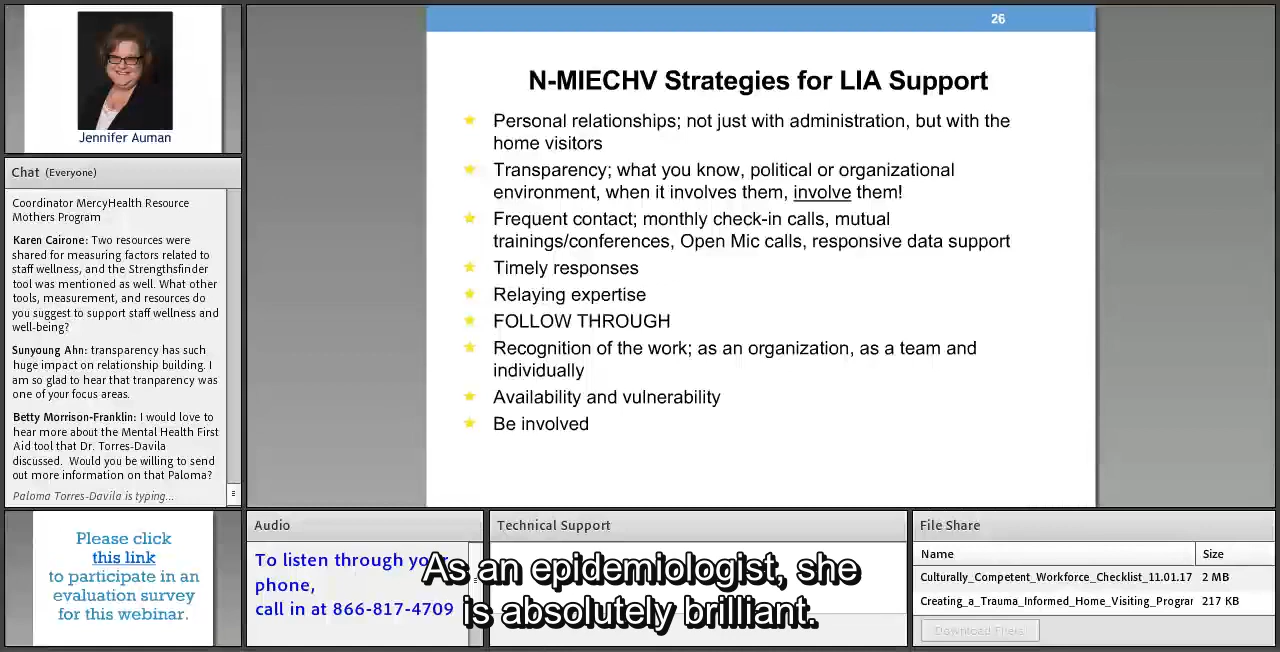 Jennifer Auman
Chat (Everyone)
Coordinator MercyHealth Resource
Mothers Program
Karen Cairone: Two resources were
shared for measuring factors related to
staff wellness, and the Strengthsfinder
tool was mentioned as well. What other
tools, measurement, and resources do
you suggest to support staff wellness and
well-being?
Sunyoung Ahn: transparency has such
huge impact on relationship building. I
am so glad to hear that tranparency was
one of your focus areas.
Betty Morrison-Franklin: I would love to
hear more about the Mental Health First
Aid tool that Dr. Torres-Davila
discussed. Would you be willing to send
out more information on that Paloma?
Paloma Torres-Davila is typing...
26
N-MIECHV Strategies for LIA Support
Personal relationships; not just with administration, but with the
home visitors
Transparency; what you know, political or organizational
environment, when it involves them, involve them!
Frequent contact; monthly check-in calls, mutual
trainings/conferences, Open Mic calls, responsive data support
Timely responses
Relaying expertise
FOLLOW THROUGH
Recognition of the work; as an organization, as a team and
individually
Availability and vulnerability
Be involved
Please click
this link
to participate in an
evaluation survey
for this webinar.
Audio
To listen through your
phone,
call in at 866-817-4709
Technical Support
As an epidemiologist, she
is absolutely brilliant.
File Share
Name Size
Culturally_Competent_Workforce_Checklist_11.01.17 2 MB
Creating_a_Trauma_Informed_Home_Visiting_Prograr 217 KB
Download File(s)